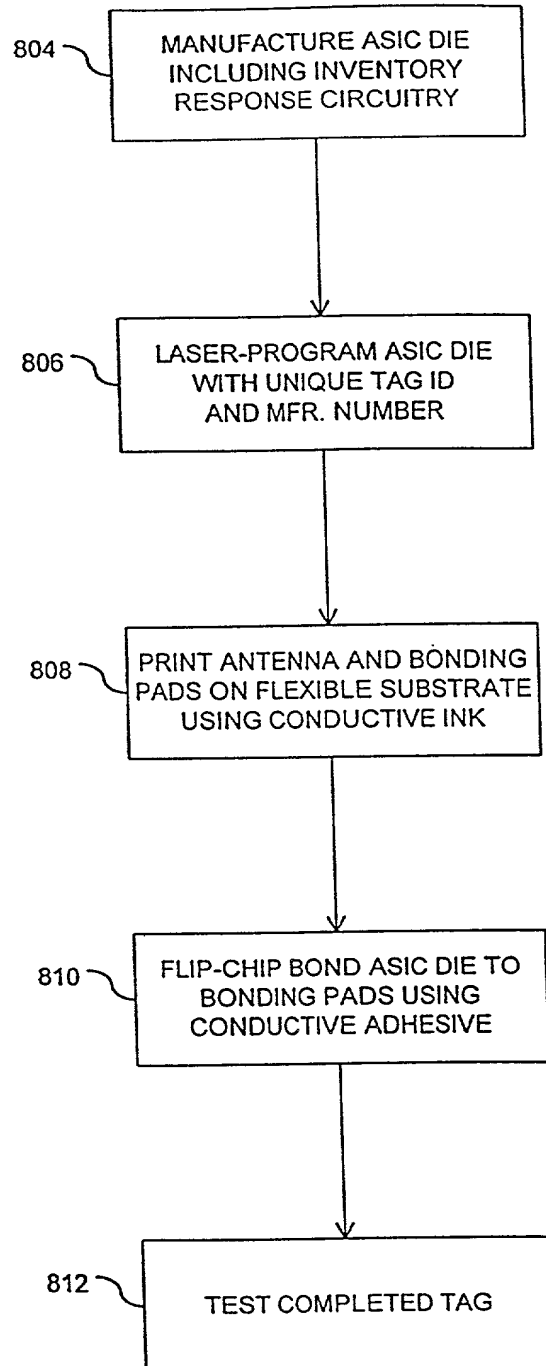 804
MANUFACTURE ASIC DIE
INCLUDING INVENTORY
RESPONSE CIRCUITRY
806
LASER-PROGRAM ASIC DIE
WITH UNIQUE TAG ID
AND MFR. NUMBER
808
PRINT ANTENNA AND BONDING
PADS ON FLEXIBLE SUBSTRATE
USING CONDUCTIVE INK
810
FLIP-CHIP BOND ASIC DIE TO
BONDING PADS USING
CONDUCTIVE ADHESIVE
812
TEST COMPLETED TAG